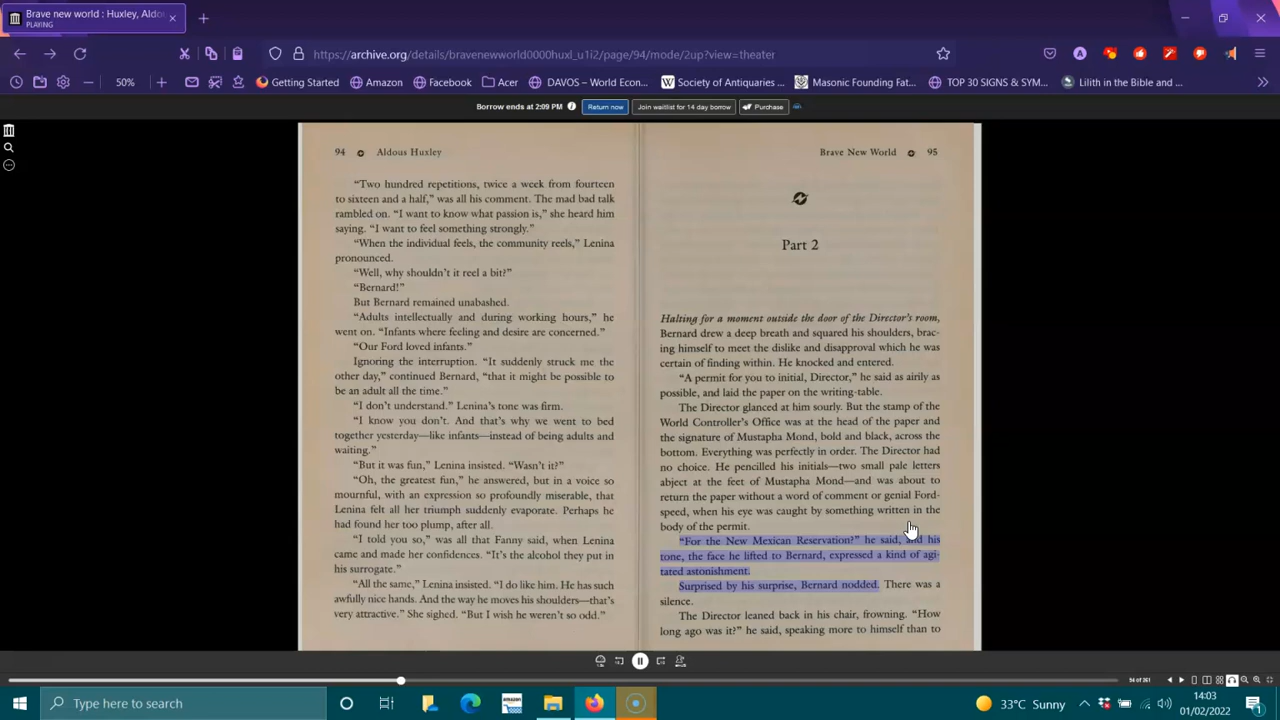 Brave new world : Huxley, Aldou
PLAYING
https://archive.org/details/bravenewworld0000huxl_u1i2/page/94/mode/2up?view=theater
50%
Getting Started
Amazon
Facebook
Acer
DAVOS – World Econ...
Society of Antiquaries ...
Masonic Founding Fat...
TOP 30 SIGNS & SYM...
Lilith in the Bible and ...
Borrow ends at 2:09 PM
Return now
Join waitlist for 14 day borrow
Purchase
94 Aldous Huxley
“Two hundred repetitions, twice a week from fourteen
to sixteen and a half,” was all his comment. The mad bad talk
rambled on. “I want to know what passion is,” she heard him
saying. “I want to feel something strongly.”
“When the individual feels, the community reels,” Lenina
pronounced.
“Well, why shouldn’t it reel a bit?”
“Bernard!”
But Bernard remained unabashed.
“Adults intellectually and during working hours,” he
went on. “Infants where feeling and desire are concerned.”
“Our Ford loved infants.”
Ignoring the interruption. “It suddenly struck me the
other day,” continued Bernard, “that it might be possible to
be an adult all the time.”
“I don’t understand.” Lenina’s tone was firm.
“I know you don’t. And that’s why we went to bed
together yesterday—like infants—instead of being adults and
waiting.”
“But it was fun,” Lenina insisted. “Wasn’t it?”
“Oh, the greatest fun,” he answered, but in a voice so
mournful, with an expression so profoundly miserable, that
Lenina felt all her triumph suddenly evaporate. Perhaps he
had found her too plump, after all.
“I told you so,” was all that Fanny said, when Lenina
came and made her confidences. “It’s the alcohol they put in
his surrogate.”
“All the same,” Lenina insisted. “I do like him. He has such
awfully nice hands. And the way he moves his shoulders—that’s
very attractive.” She sighed. “But I wish he weren’t so odd.”
Brave New World 95
Part 2
Halting for a moment outside the door of the Director’s room,
Bernard drew a deep breath and squared his shoulders, brac-
ing himself to meet the dislike and disapproval which he was
certain of finding within. He knocked and entered.
“A permit for you to initial, Director,” he said as airily as
possible, and laid the paper on the writing-table.
The Director glanced at him sourly. But the stamp of the
World Controller’s Office was at the head of the paper and
the signature of Mustapha Mond, bold and black, across the
bottom. Everything was perfectly in order. The Director had
no choice. He pencilled his initials—two small pale letters
abject at the feet of Mustapha Mond—and was about to
return the paper without a word of comment or genial Ford-
speed, when his eye was caught by something written in the
body of the permit.
“For the New Mexican Reservation?” he said, and his
tone, the face he lifted to Bernard, expressed a kind of agi-
tated astonishment.
Surprised by his surprise, Bernard nodded. There was a
silence.
The Director leaned back in his chair, frowning. “How
long ago was it?” he said, speaking more to himself than to
94 of 261
Type here to search
amazon
33°C Sunny
14:03
01/02/2022